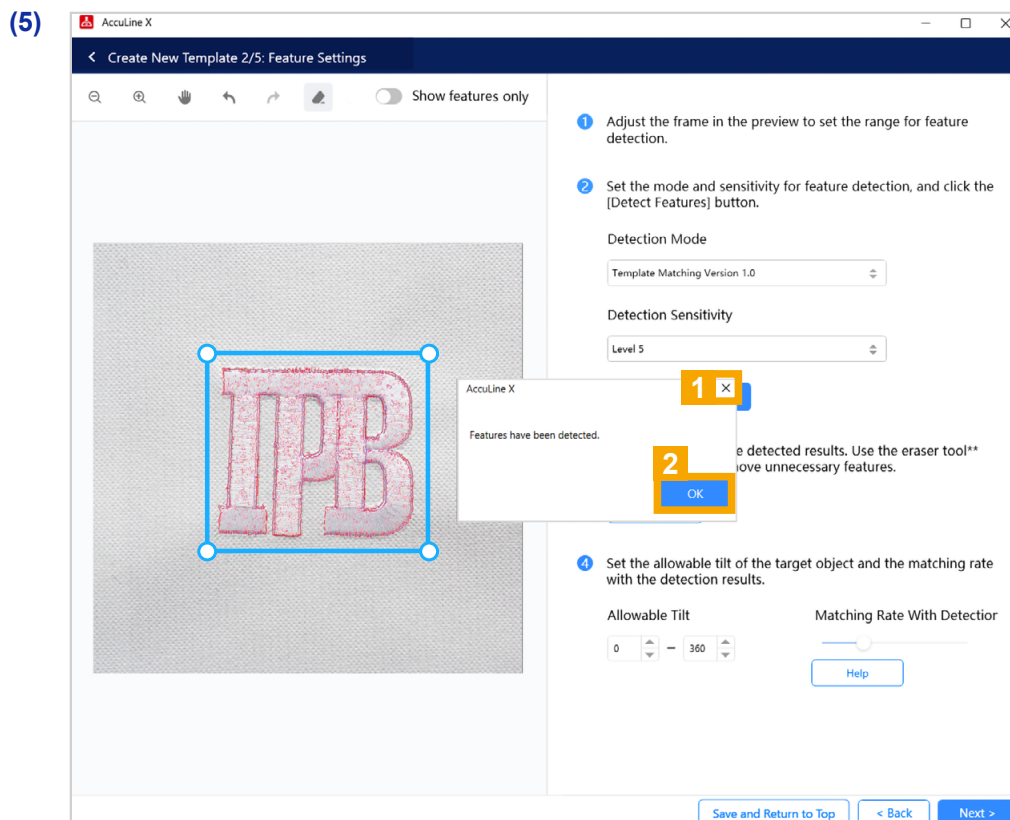 (5)
AccuLine X
Create New Template 2/5: Feature Settings
Show features only
1 Adjust the frame in the preview to set the range for feature
detection.
2 Set the mode and sensitivity for feature detection, and click the
[Detect Features] button.
Detection Mode
Template Matching Version 1.0
Detection Sensitivity
Level 5
IPB
AccuLine X
1
Features have been detected.
2
OK
e detected results. Use the eraser tool**
ove unnecessary features.
4 Set the allowable tilt of the target object and the matching rate
with the detection results.
Allowable Tilt
Matching Rate With Detection
0 – 360
Help
Save and Return to Top
< Back
Next >